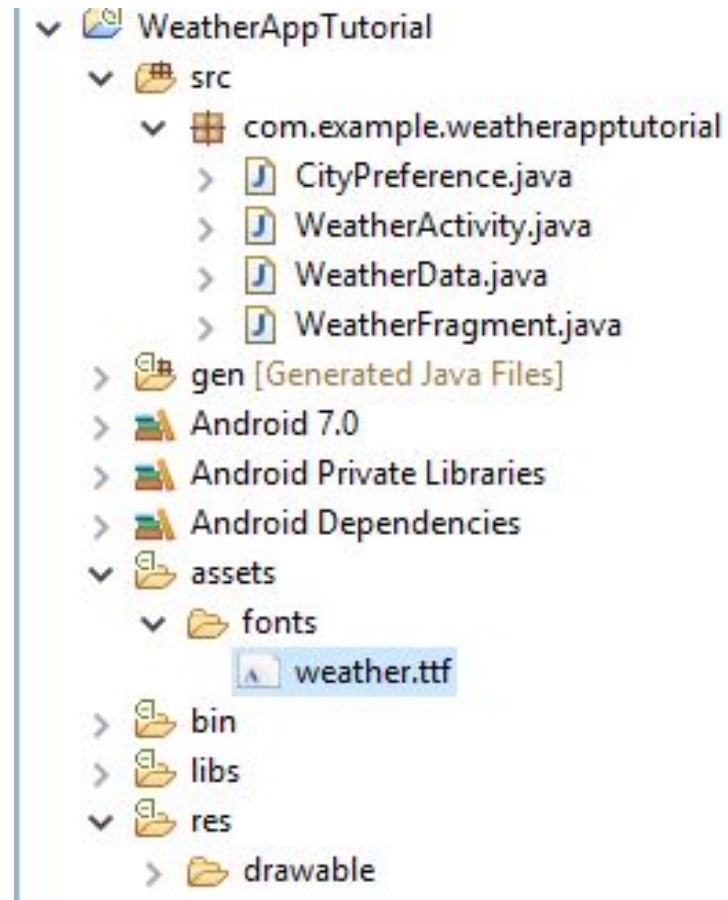 WeatherAppTutorial
src
com.example.weatherapptutorial
CityPreference.java
WeatherActivity.java
WeatherData.java
WeatherFragment.java
gen [Generated Java Files]
Android 7.0
Android Private Libraries
Android Dependencies
assets
fonts
weather.ttf
bin
libs
res
drawable